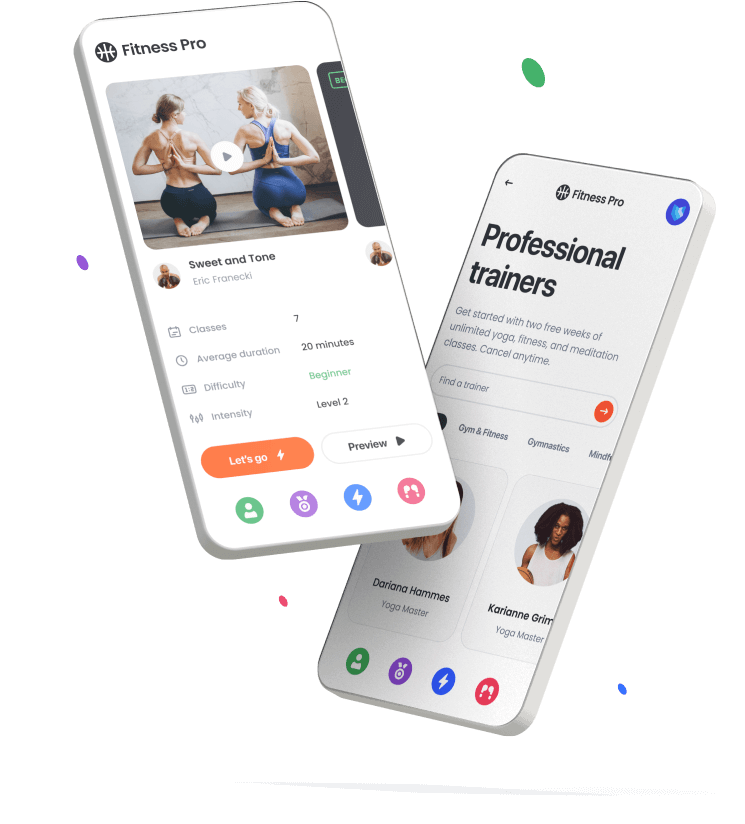 Fitness Pro
BE
Sweet and Tone
Eric Franecki
Classes 7
Average duration 20 minutes
Difficulty Beginner
Intensity Level 2
Let's go
Preview
Fitness Pro
Professional
trainers
Get started with two free weeks of
unlimited yoga, fitness, and meditation
classes. Cancel anytime.
Find a trainer
Gym & Fitness Gymnastics Mindf
Dariana Hammes
Yoga Master
Karianne Grim
Yoga Master